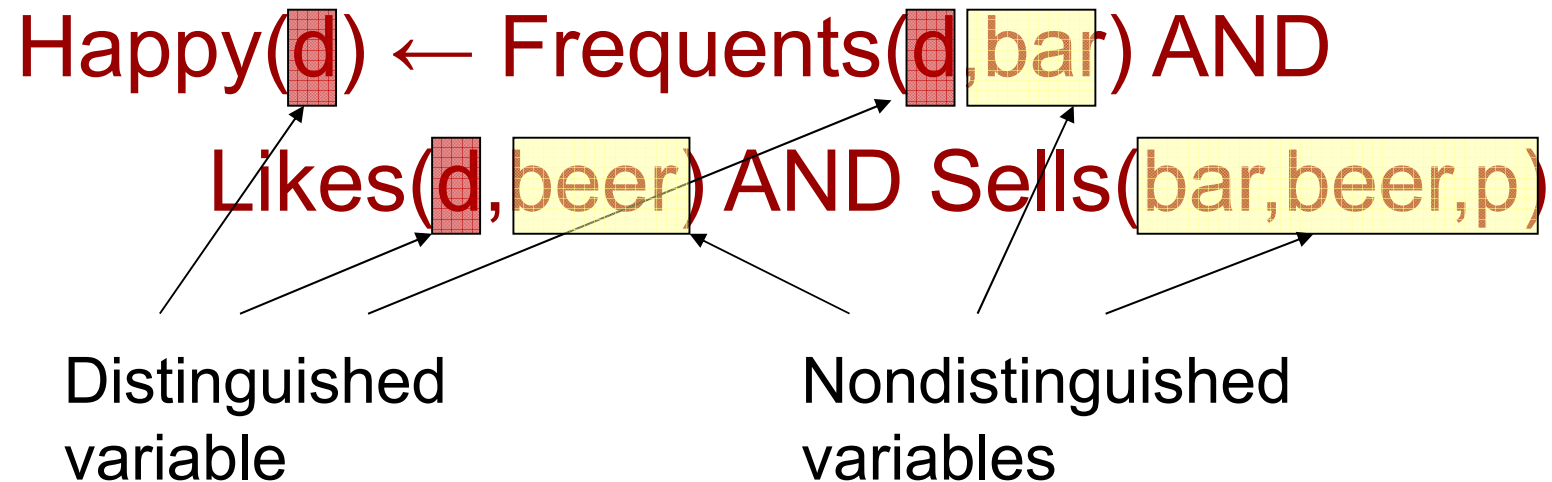 Happy(d) ← Frequents(d,bar) AND
Likes(d,beer) AND Sells(bar,beer,p)
Distinguished
variable
Nondistinguished
variables